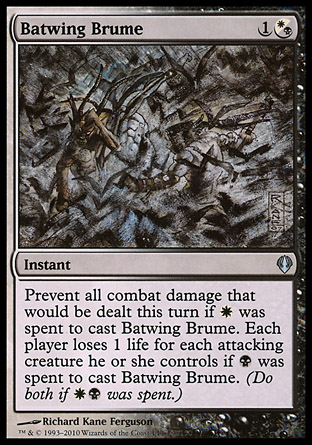 Batwing Brume 1
Instant
Prevent all combat damage that
would be dealt this turn if was
spent to cast Batwing Brume. Each
player loses 1 life for each attacking
creature he or she controls if was
spent to cast Batwing Brume. (Do
both if was spent.)
Richard Kane Ferguson
™ & © 1993–2010 Wizards of the Coast